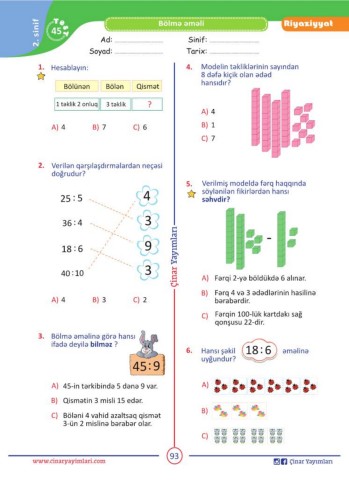 2. sinif
45
Bölmə əməli
Riyaziyyat
Ad: ........................ Sinif: ........................
Soyad: ........................ Tarix: ........................
1. Hesablayın:
Bölünən Bölən Qismət
1 təklik 2 onluq 3 təklik ?
A) 4 B) 7 C) 6
2. Verilən qarşılaşdırmalardan neçəsi
doğrudur?
25 : 5
36 : 4
18 : 6
40 : 10
4
3
9
3
A) 4 B) 3 C) 2
3. Bölmə əməlinə görə hansı
ifadə deyilə bilməz ?
45 : 9
A) 45-in tərkibində 5 dənə 9 var.
B) Qismətin 3 misli 15 edər.
C) Böləni 4 vahid azaltsaq qismət
3-ün 2 mislinə bərabər olar.
Çinar Yayımları
4. Modelin təkliklərinin sayından
8 dəfə kiçik olan ədəd
hansıdır?
A) 4
B) 1
C) 7
5. Verilmiş modeldə fərq haqqında
söylənilən fikirlərdən hansı
səhvdir?
-
A) Fərqi 2-yə böldükdə 6 alınar.
B) Fərq 4 və 3 ədədlərinin hasilinə
bərabərdir.
C) Fərqin 100-lük kartdakı sağ
qonşusu 22-dir.
6. Hansı şəkil 18 : 6 əməlinə
uyğundur?
A)
B)
C)
www.cinaryayimlari.com
93
Çinar Yayımları